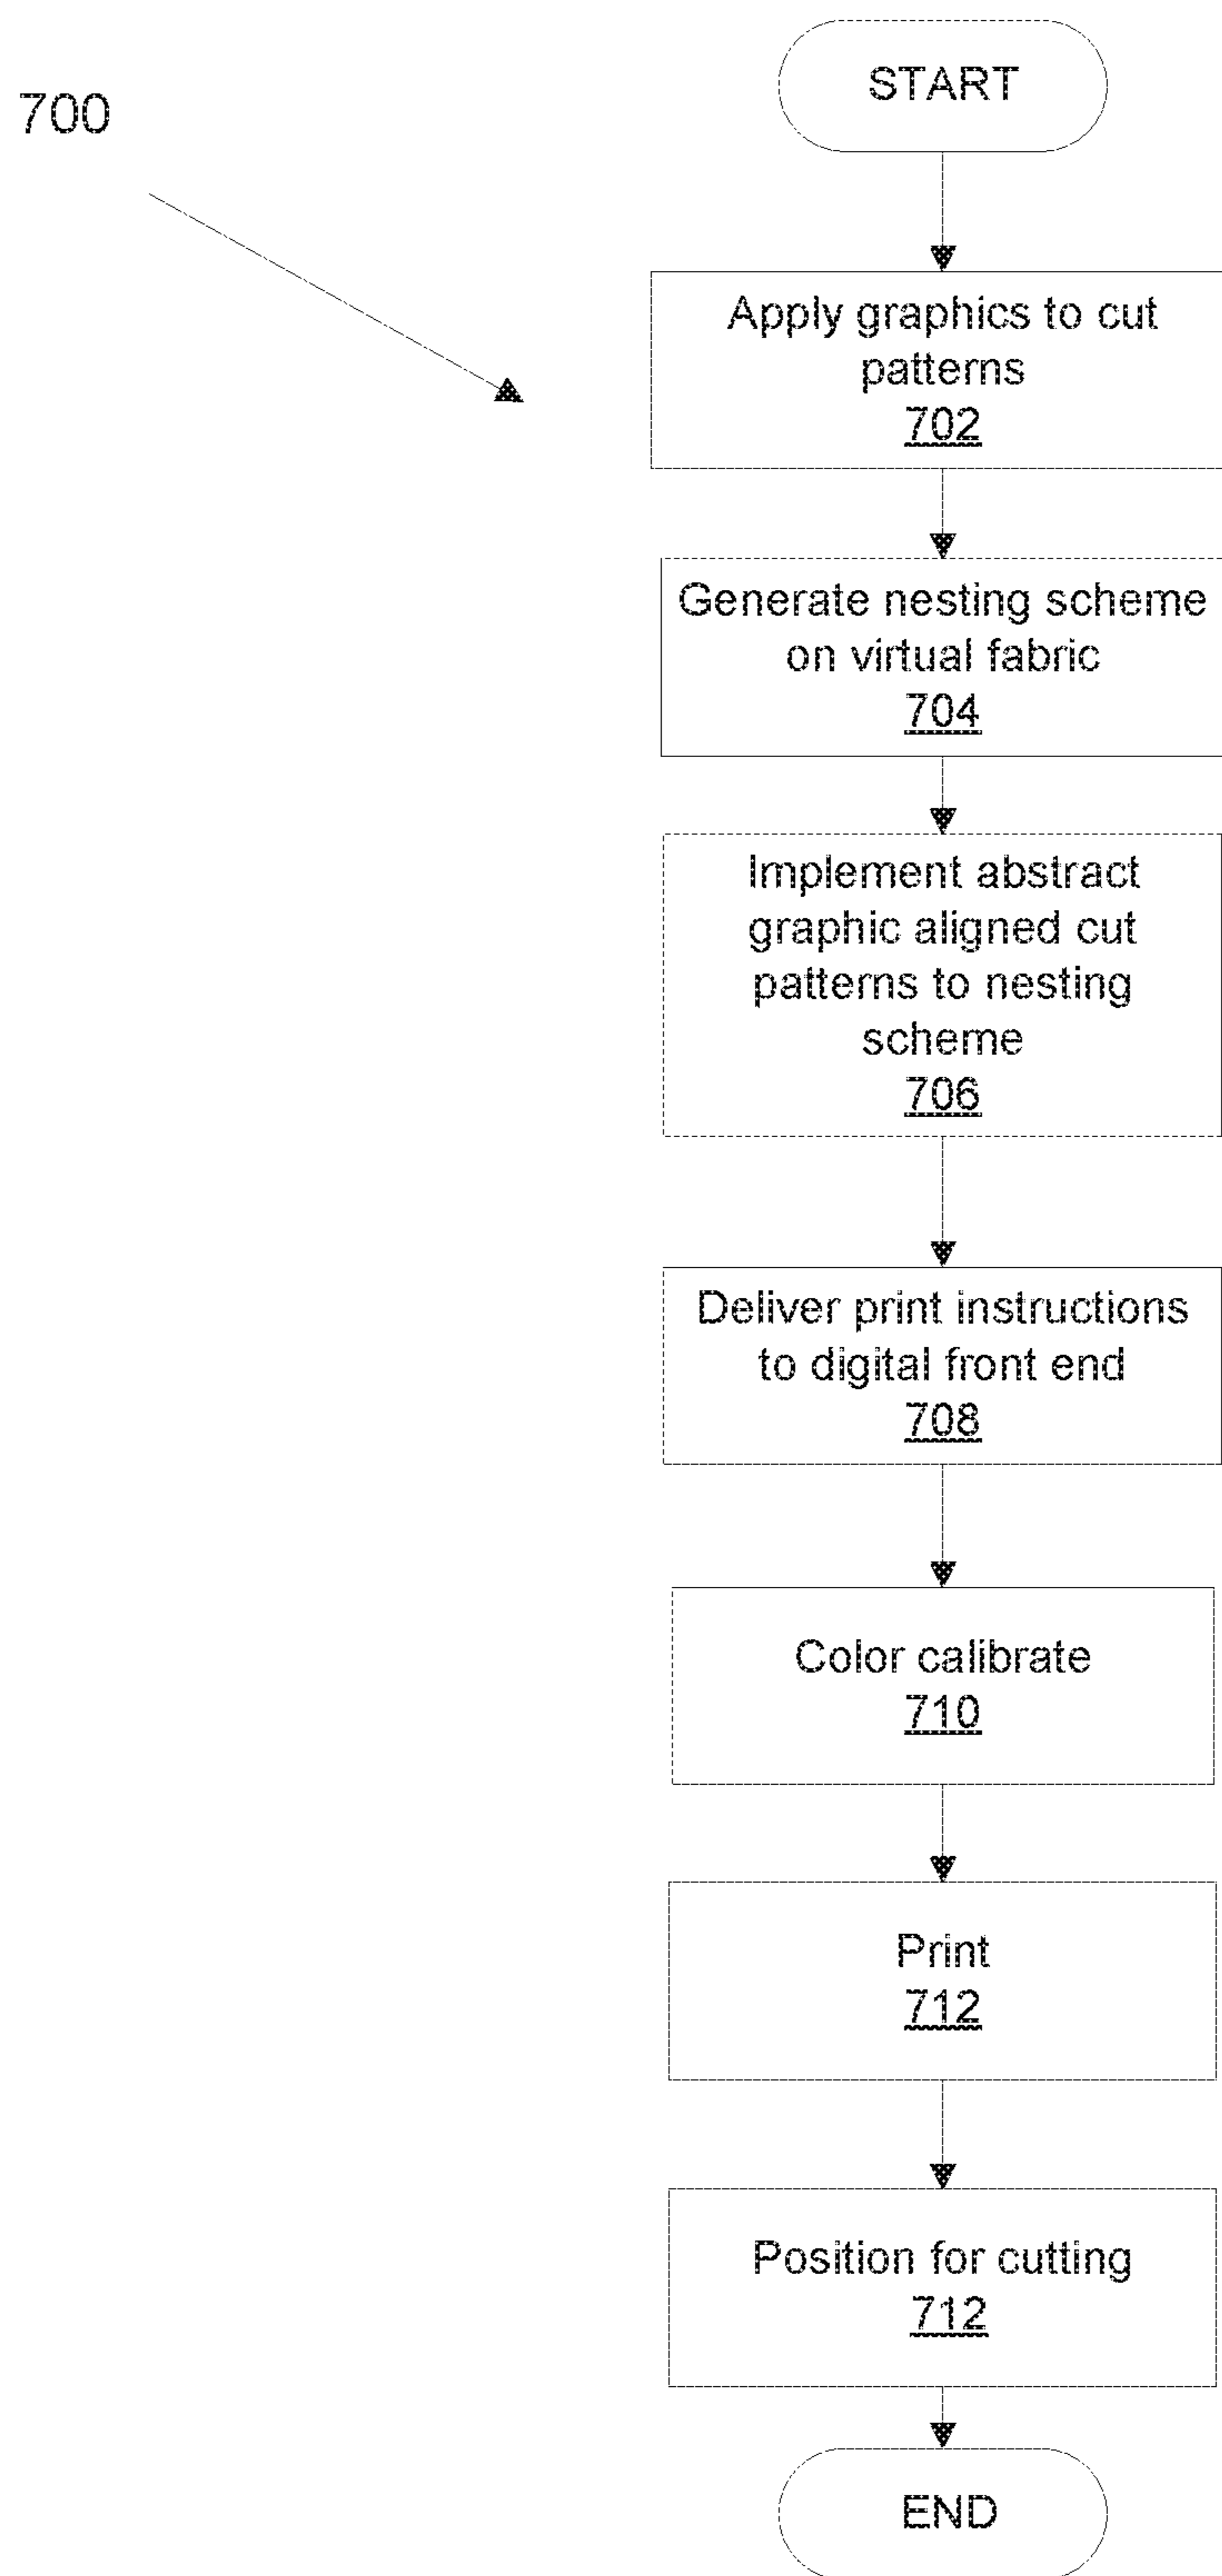 700
START
Apply graphics to cut
patterns
702
Generate nesting scheme
on virtual fabric
704
Implement abstract
graphic aligned cut
patterns to nesting
scheme
706
Deliver print instructions
to digital front end
708
Color calibrate
710
Print
712
Position for cutting
712
END